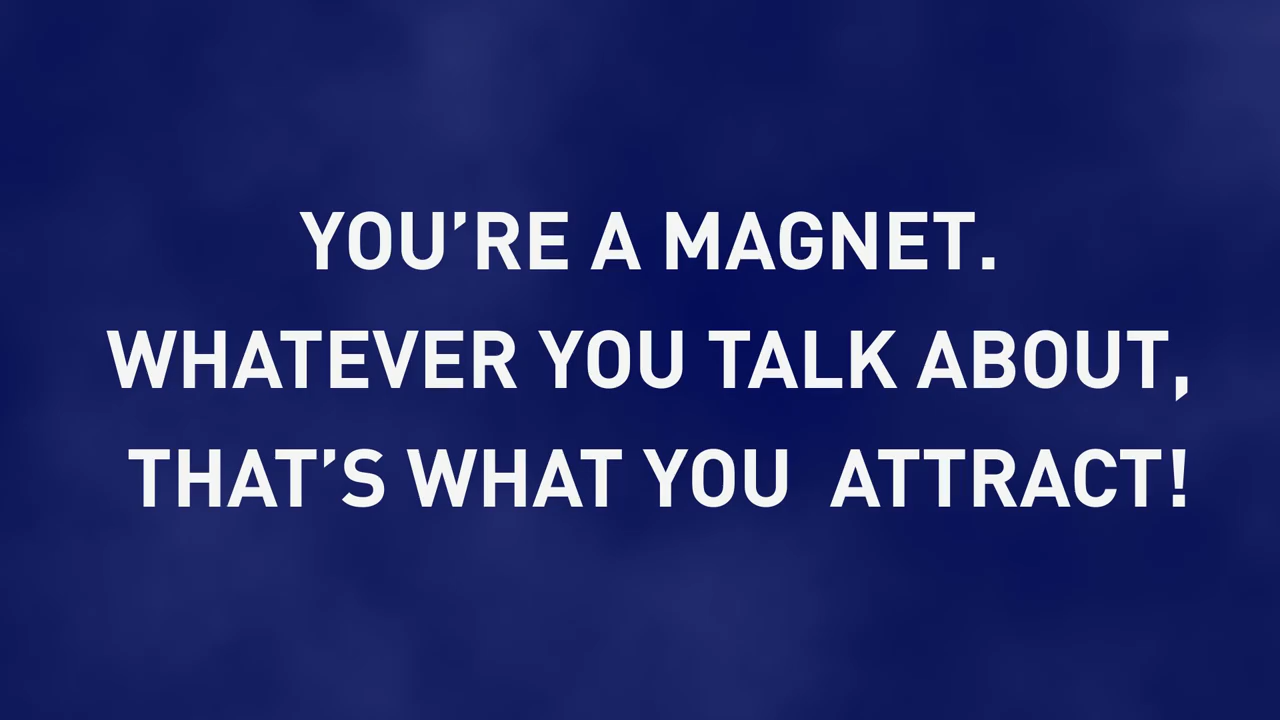 YOU’RE A MAGNET.
WHATEVER YOU TALK ABOUT,
THAT’S WHAT YOU  ATTRACT!